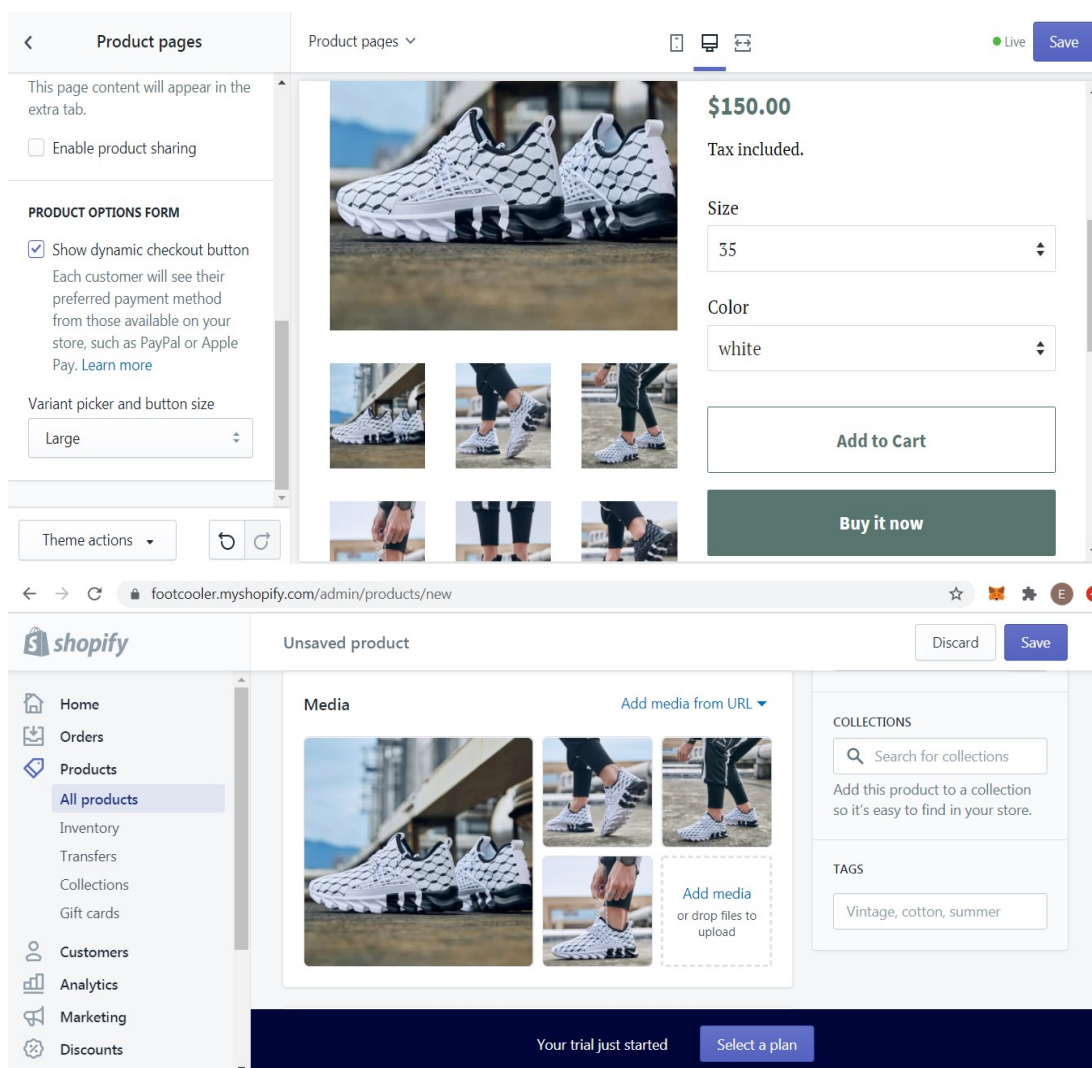 Product pages
Product pages
Live
Save
This page content will appear in the
extra tab.
Enable product sharing
PRODUCT OPTIONS FORM
Show dynamic checkout button
Each customer will see their
preferred payment method
from those available on your
store, such as PayPal or Apple
Pay. Learn more
Variant picker and button size
Large
Theme actions
$150.00
Tax included.
Size
35
Color
white
Add to Cart
Buy it now
footcooler.myshopify.com/admin/products/new
E
shopify
Unsaved product
Discard
Save
Home
Orders
Products
All products
Inventory
Transfers
Collections
Gift cards
Customers
Analytics
Marketing
Discounts
Media
Add media from URL
Add media
or drop files to
upload
COLLECTIONS
Search for collections
Add this product to a collection
so it's easy to find in your store.
TAGS
Vintage, cotton, summer
Your trial just started
Select a plan